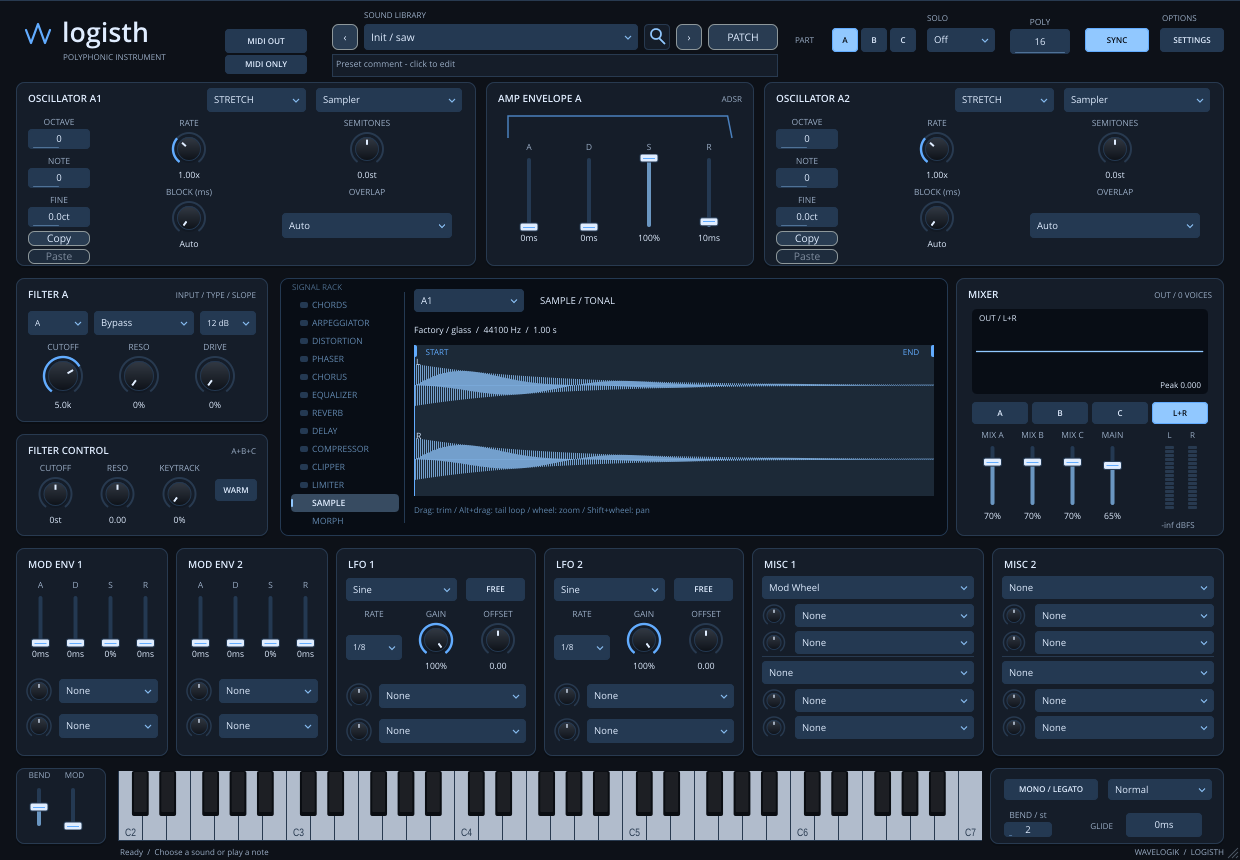 logisth
POLYPHONIC INSTRUMENT
MIDI OUT
MIDI ONLY
SOUND LIBRARY
‹ Init / saw › PATCH
Preset comment - click to edit
PART A B C
SOLO
Off
POLY
16
SYNC
OPTIONS
SETTINGS
OSCILLATOR A1 STRETCH Sampler
OCTAVE RATE SEMITONES
0
NOTE 1.00x 0.0st
0 BLOCK (ms) OVERLAP
FINE
0.0ct Auto
Copy Auto
Paste
AMP ENVELOPE A ADSR
A D S R
0ms 0ms 100% 10ms
OSCILLATOR A2 STRETCH Sampler
OCTAVE RATE SEMITONES
0
NOTE 1.00x 0.0st
0 BLOCK (ms) OVERLAP
FINE
0.0ct Auto
Copy Auto
Paste
FILTER A INPUT / TYPE / SLOPE
A Bypass 12 dB
CUTOFF RESO DRIVE
5.0k 0% 0%
FILTER CONTROL A+B+C
CUTOFF RESO KEYTRACK
WARM
0st 0.00 0%
SIGNAL RACK
CHORDS
ARPEGGIATOR
DISTORTION
PHASER
CHORUS
EQUALIZER
REVERB
DELAY
COMPRESSOR
CLIPPER
LIMITER
SAMPLE
MORPH
A1 SAMPLE / TONAL
Factory / glass / 44100 Hz / 1.00 s
START END
L
R
Drag: trim / Alt+drag: tail loop / wheel: zoom / Shift+wheel: pan
MIXER OUT / 0 VOICES
OUT / L+R
Peak 0.000
A B C L+R
MIX A MIX B MIX C MAIN L R
70% 70% 70% 65%
-inf dBFS
MOD ENV 1
A D S R
0ms 0ms 0% 0ms
None
None
MOD ENV 2
A D S R
0ms 0ms 0% 0ms
None
None
LFO 1
Sine FREE
RATE GAIN OFFSET
1/8
100% 0.00
None
None
LFO 2
Sine FREE
RATE GAIN OFFSET
1/8
100% 0.00
None
None
MISC 1
Mod Wheel
None
None
None
None
None
MISC 2
None
None
None
None
None
None
BEND MOD
C2 C3 C4 C5 C6 C7
MONO / LEGATO Normal
BEND / st
2 GLIDE 0ms
Ready / Choose a sound or play a note
WAVELOGIK / LOGISTH